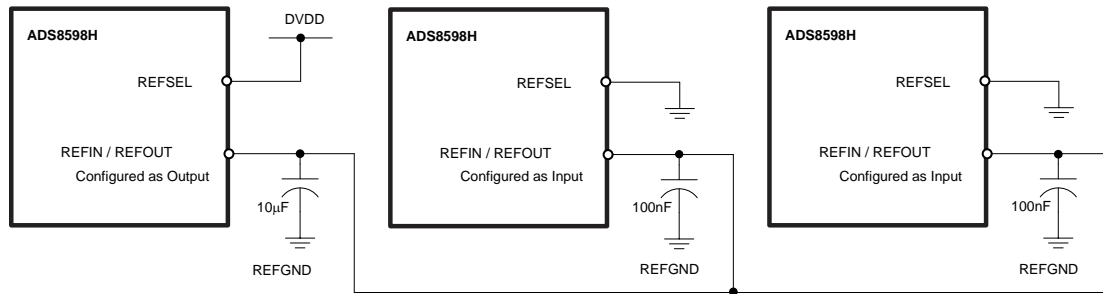 ADS8598H
DVDD
REFSEL
REFIN / REFOUT
Configured as Output
10μF
REFGND
ADS8598H
REFSEL
REFIN / REFOUT
Configured as Input
100nF
REFGND
ADS8598H
REFSEL
REFIN / REFOUT
Configured as Input
100nF
REFGND